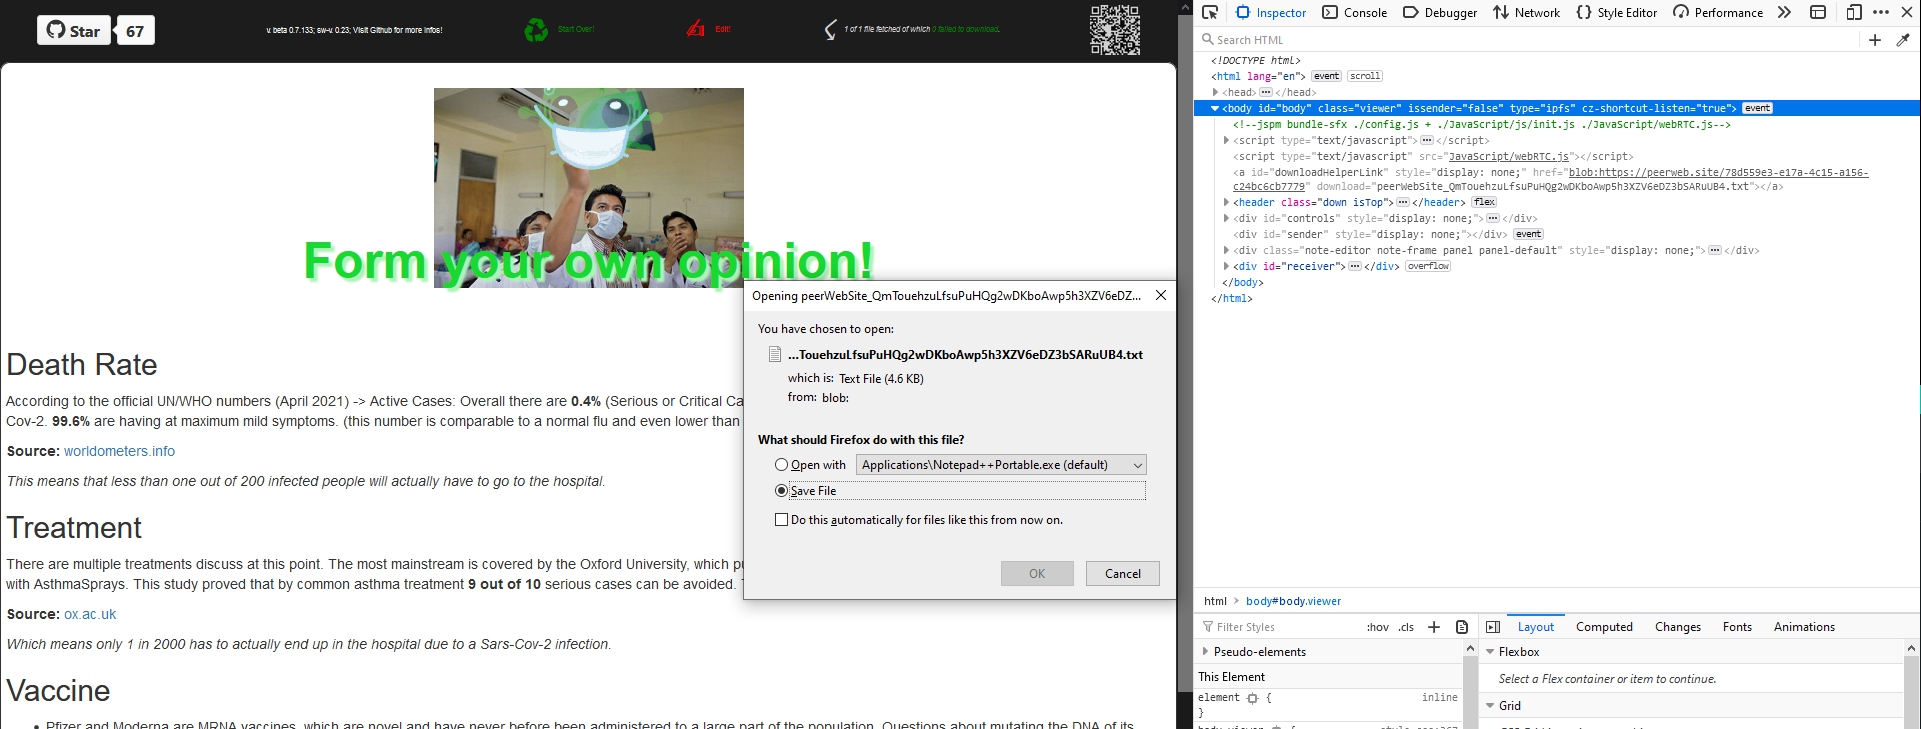 Star 67
v. beta 0.7.133; sw-v. 0.23; Visit Github for more infos!
Start Over!
Edit!
1 of 1 file fetched of which 0 failed to download.
Form your own opinion!
Death Rate
According to the official UN/WHO numbers (April 2021) -> Active Cases: Overall there are 0.4% (Serious or Critical Ca
Cov-2. 99.6% are having at maximum mild symptoms. (this number is comparable to a normal flu and even lower than
Source: worldometers.info
This means that less than one out of 200 infected people will actually have to go to the hospital.
Treatment
There are multiple treatments discuss at this point. The most mainstream is covered by the Oxford University, which pu
with AsthmaSprays. This study proved that by common asthma treatment 9 out of 10 serious cases can be avoided.
Source: ox.ac.uk
Which means only 1 in 2000 has to actually end up in the hospital due to a Sars-Cov-2 infection.
Vaccine
• Pfizer and Moderna are MRNA vaccines, which are novel and have never before been administered to a large part of the population. Questions about mutating the DNA of its
Opening peerWebSite_QmTouehzuLfsuPuHQg2wDKboAwp5h3XZV6eDZ...
You have chosen to open:
...TouehzuLfsuPuHQg2wDKboAwp5h3XZV6eDZ3bSARuUB4.txt
which is: Text File (4.6 KB)
from: blob:
What should Firefox do with this file?
Open with Applications\Notepad++Portable.exe (default)
Save File
Do this automatically for files like this from now on.
OK Cancel
Inspector Console Debugger Network Style Editor Performance
Search HTML
<!DOCTYPE html>
<html lang="en"> event scroll
<head> ... </head>
<body id="body" class="viewer" issender="false" type="ipfs" cz-shortcut-listen="true"> event
<!--jspm bundle-sfx ./config.js + ./JavaScript/js/init.js ./JavaScript/webRTC.js-->
<script type="text/javascript"> ... </script>
<script type="text/javascript" src="JavaScript/webRTC.js"></script>
<a id="downloadHelperLink" style="display: none;" href="blob:https://peerweb.site/78d559e3-e17a-4c15-a156-
c24bc6cb7779" download="peerWebSite_QmTouehzuLfsuPuHQg2wDKboAwp5h3XZV6eDZ3bSARuUB4.txt"></a>
<header class="down isTop"> ... </header> flex
<div id="controls" style="display: none;"> ... </div>
<div id="sender" style="display: none;"></div> event
<div class="note-editor note-frame panel panel-default" style="display: none;"> ... </div>
<div id="receiver"> ... </div> overflow
</body>
</html>
html > body#body.viewer
Filter Styles :hov .cls +
Layout Computed Changes Fonts Animations
Pseudo-elements
This Element
element { inline
}
Flexbox
Select a Flex container or item to continue.
Grid